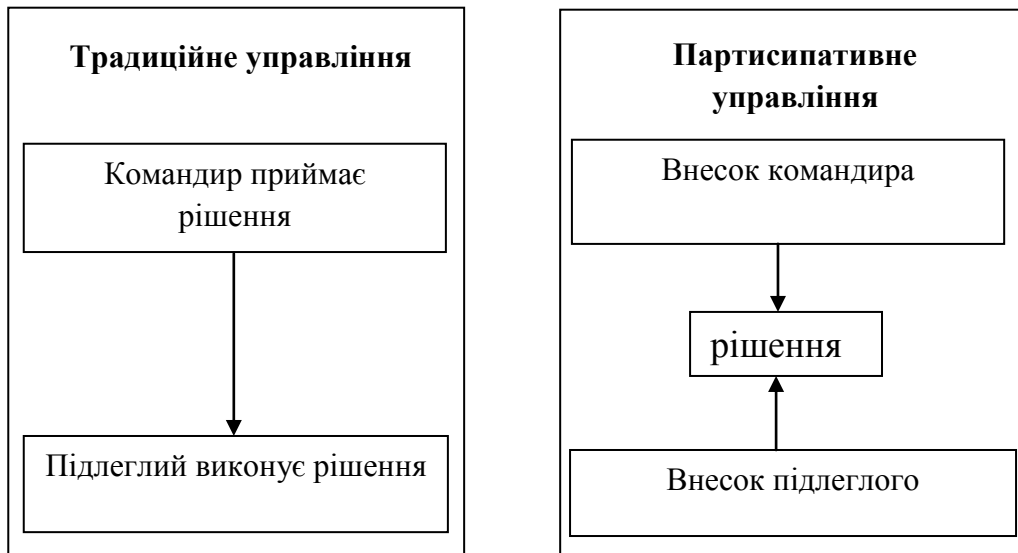 Традиційне управління
Командир приймає
рішення
Підлеглий виконує рішення
Партисипативне
управління
Внесок командира
рішення
Внесок підлеглого